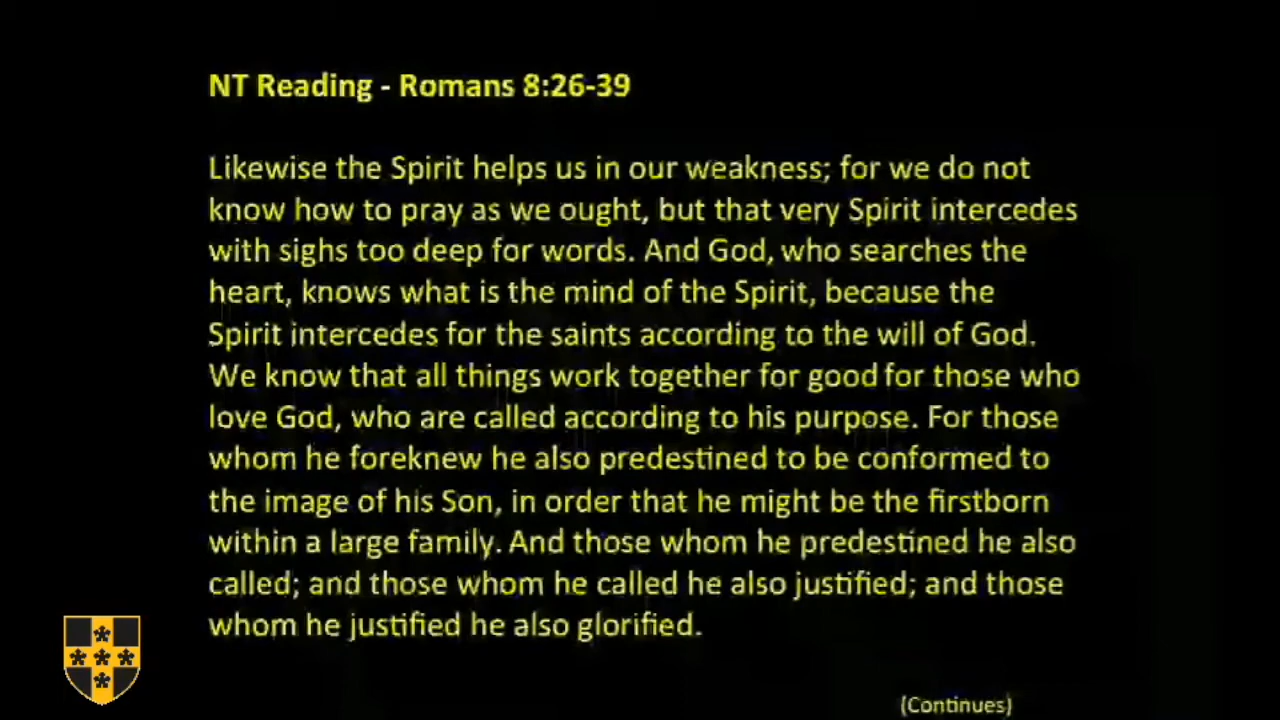 NT Reading - Romans 8:26-39
Likewise the Spirit helps us in our weakness; for we do not
know how to pray as we ought, but that very Spirit intercedes
with sighs too deep for words. And God, who searches the
heart, knows what is the mind of the Spirit, because the
Spirit intercedes for the saints according to the will of God.
We know that all things work together for good for those who
love God, who are called according to his purpose. For those
whom he foreknew he also predestined to be conformed to
the image of his Son, in order that he might be the firstborn
within a large family. And those whom he predestined he also
called; and those whom he called he also justified; and those
whom he justified he also glorified.
(Continues)